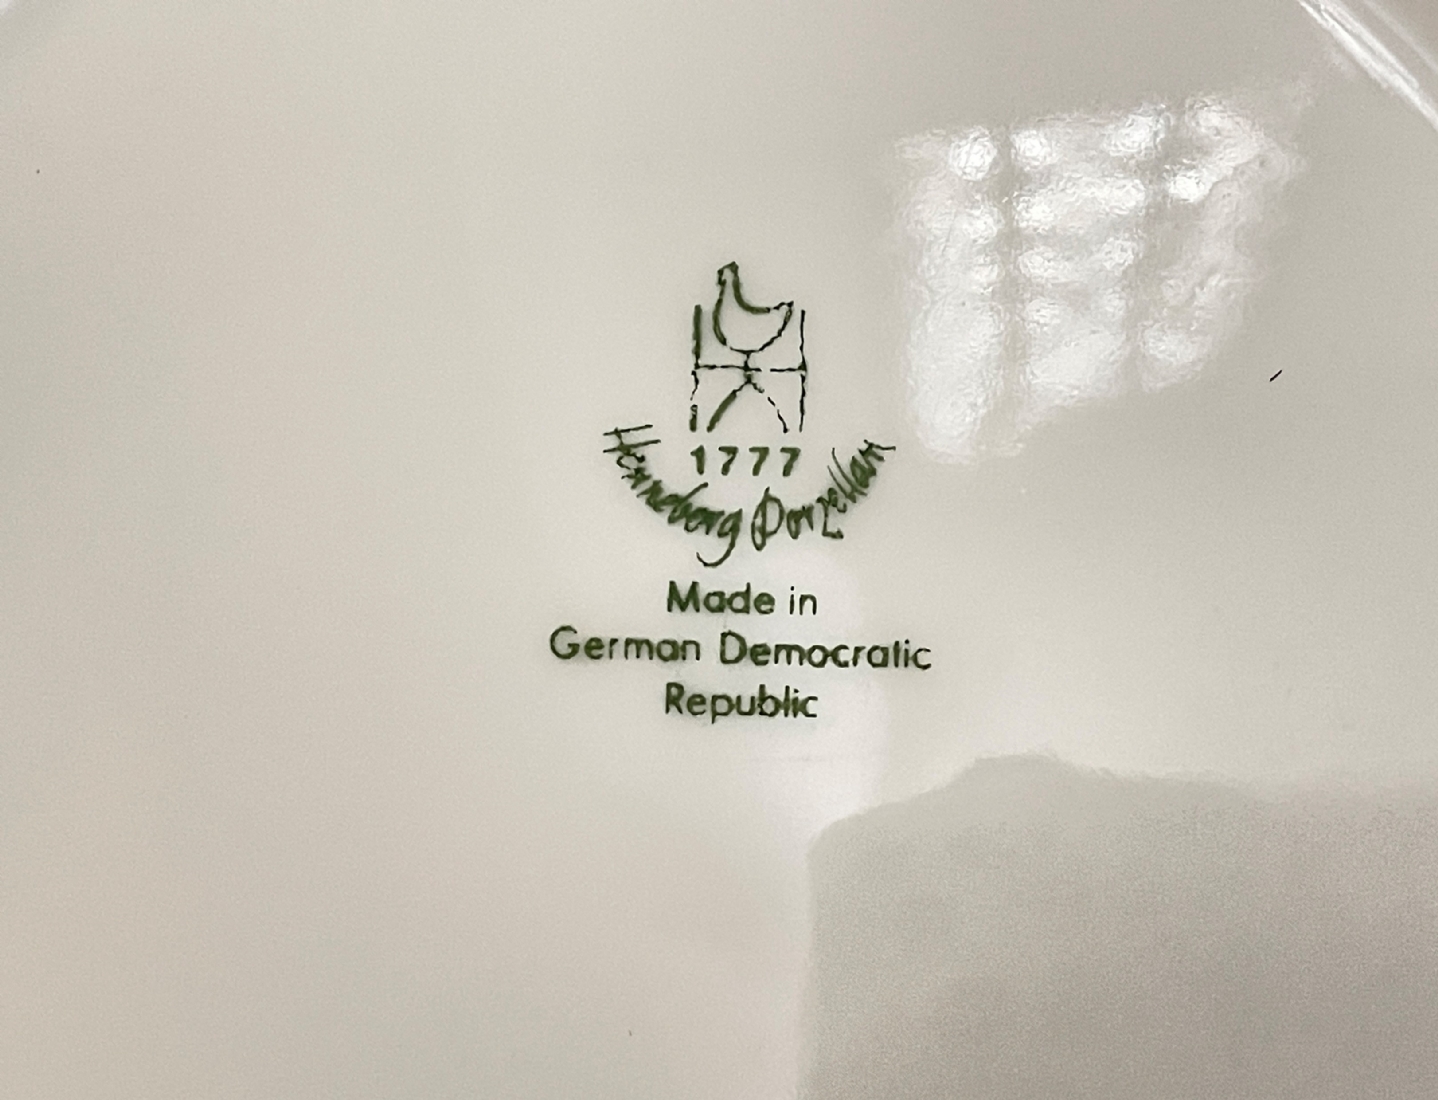 1777
Henneberg Porzellan
Made in
German Democratic
Republic